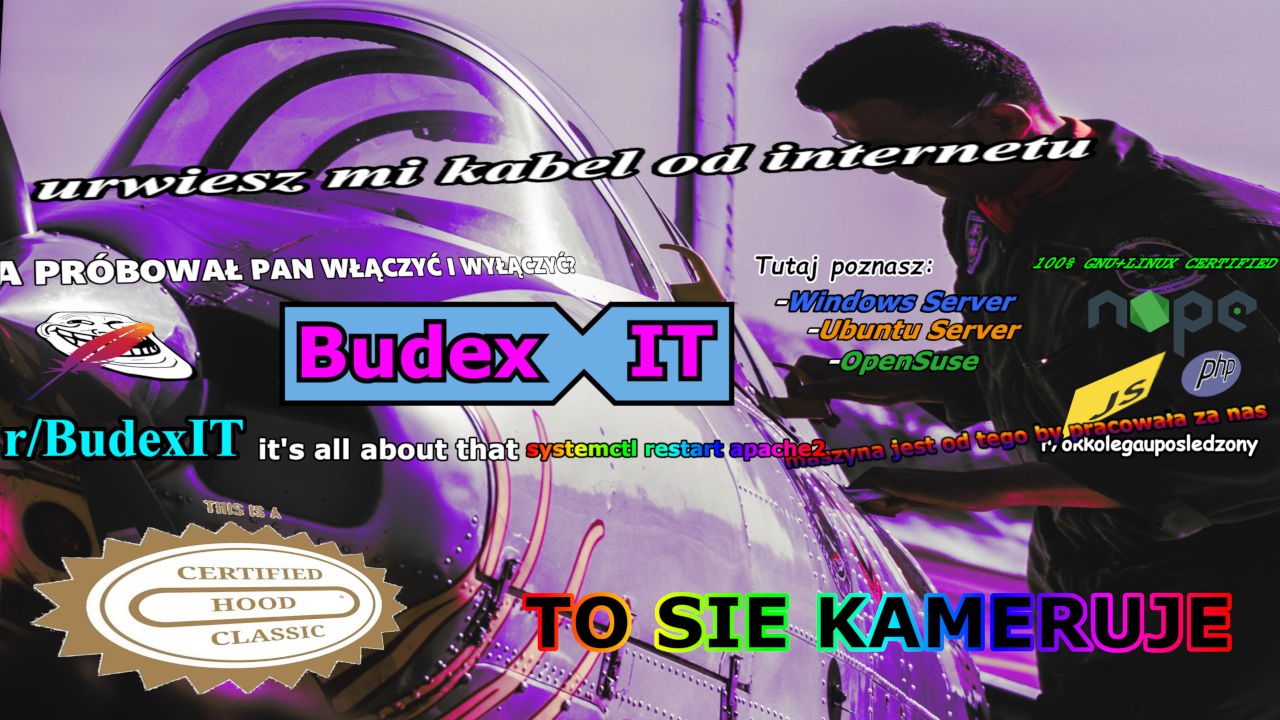 urwiesz mi kabel od internetu
A PRÓBOWAŁ PAN WŁĄCZYĆ I WYŁĄCZYĆ?
Tutaj poznasz:
-Windows Server
-Ubuntu Server
-OpenSuse
100% GNU+LINUX CERTIFIED
nope
JS
php
Budex IT
r/BudexIT
it's all about that systemctl restart apache2
maszyna jest od tego by pracowała za nas
r/okkolegauposledzony
THIS IS A
CERTIFIED
HOOD
CLASSIC
TO SIE KAMERUJE